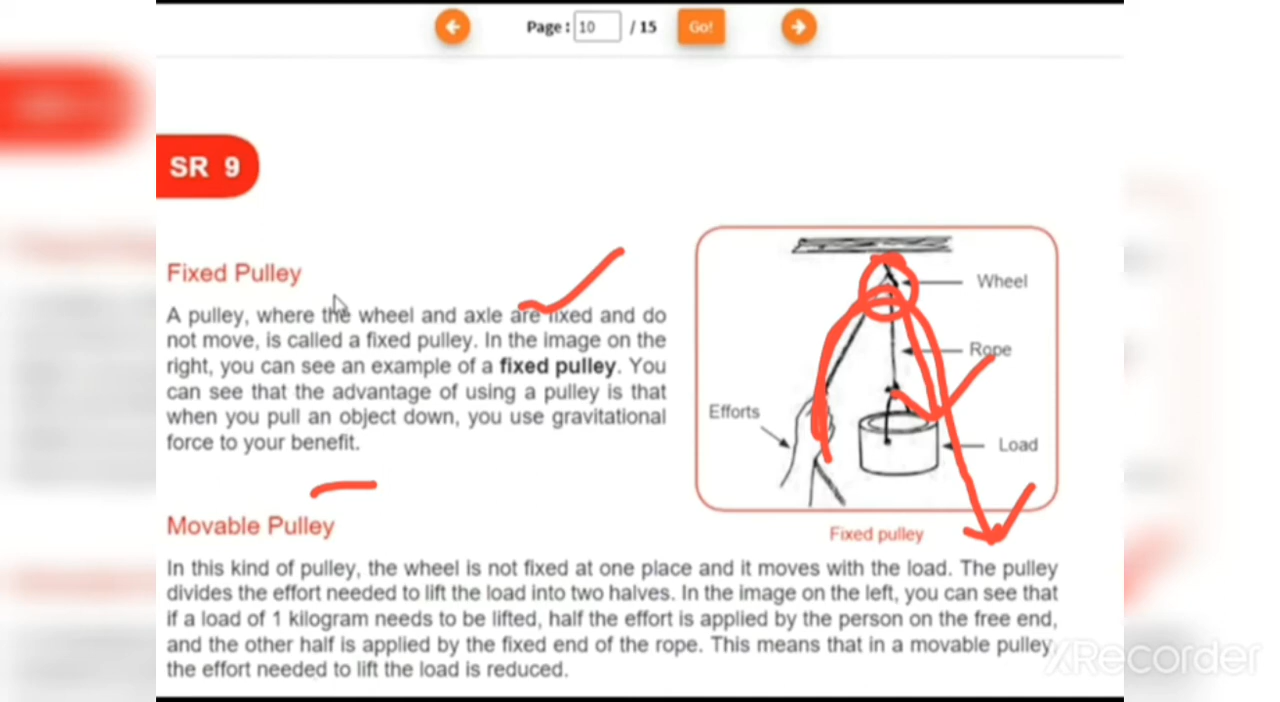 Page : 10 / 15 Go!
SR 9
Fixed Pulley
A pulley, where the wheel and axle are fixed and do
not move, is called a fixed pulley. In the image on the
right, you can see an example of a fixed pulley. You
can see that the advantage of using a pulley is that
when you pull an object down, you use gravitational
force to your benefit.
Wheel
Rope
Efforts
Load
Fixed pulley
Movable Pulley
In this kind of pulley, the wheel is not fixed at one place and it moves with the load. The pulley
divides the effort needed to lift the load into two halves. In the image on the left, you can see that
if a load of 1 kilogram needs to be lifted, half the effort is applied by the person on the free end,
and the other half is applied by the fixed end of the rope. This means that in a movable pulley,
the effort needed to lift the load is reduced.
XRecorder